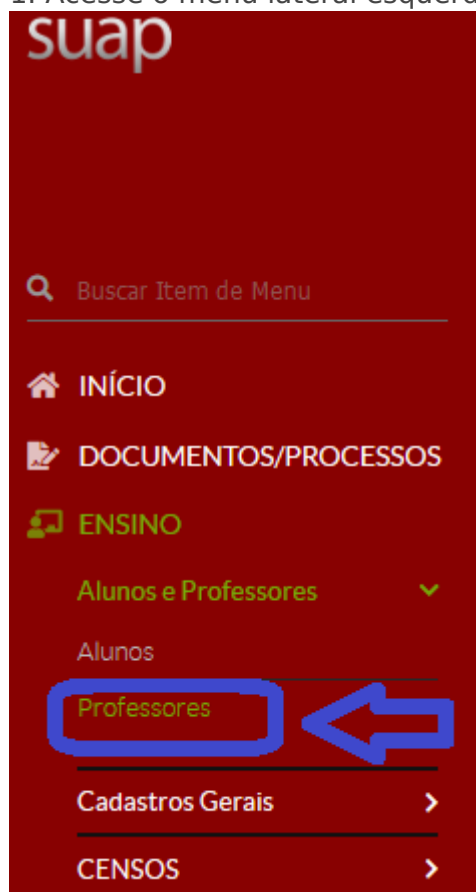 1. Acesse o menu lateral esquerd
suap
Buscar Item de Menu
INÍCIO
DOCUMENTOS/PROCESSOS
ENSINO
Alunos e Professores
Alunos
Professores
Cadastros Gerais
CENSOS